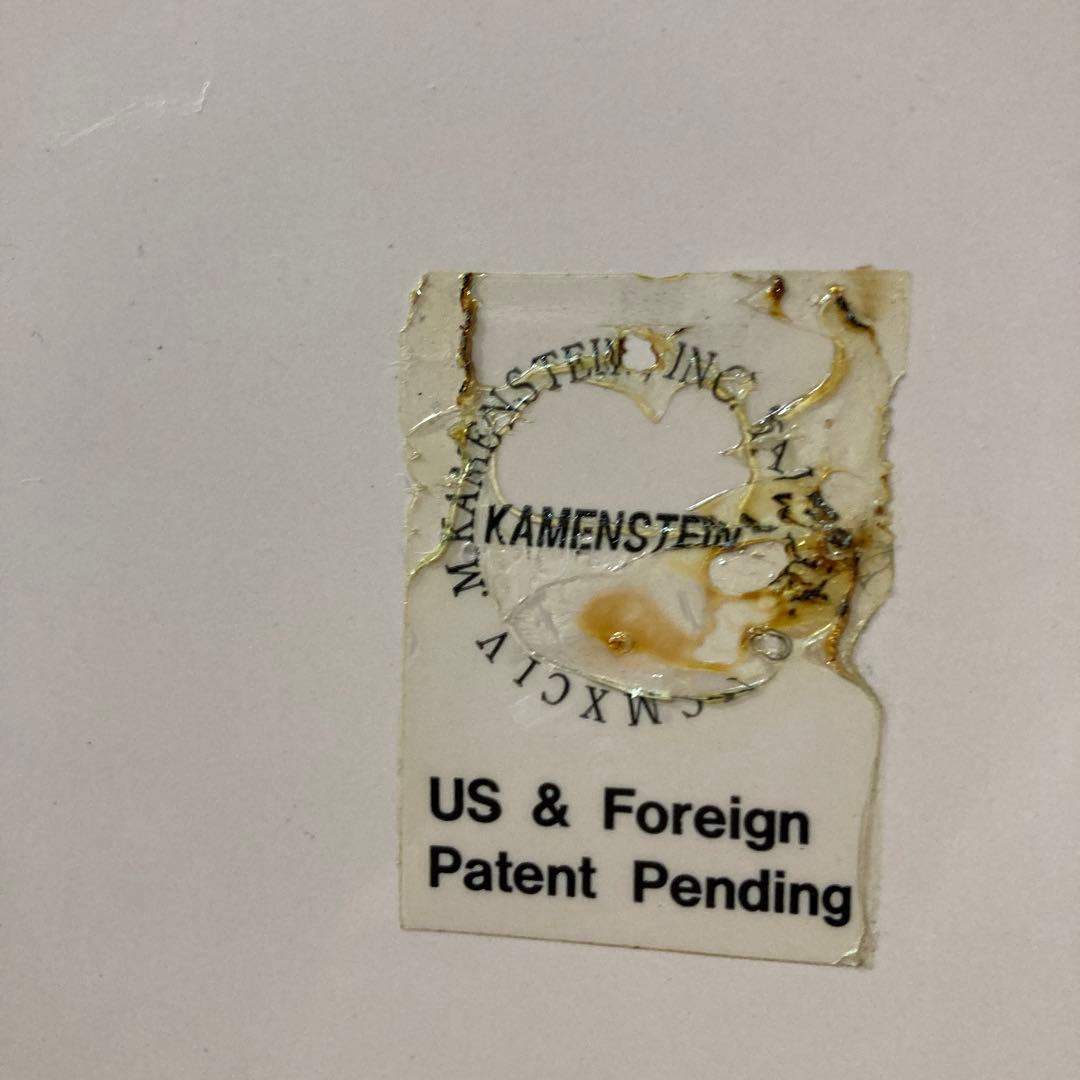 M.KAMENSTEIN, INC.
KAMENSTEIN
MXCIV
US & Foreign
Patent Pending